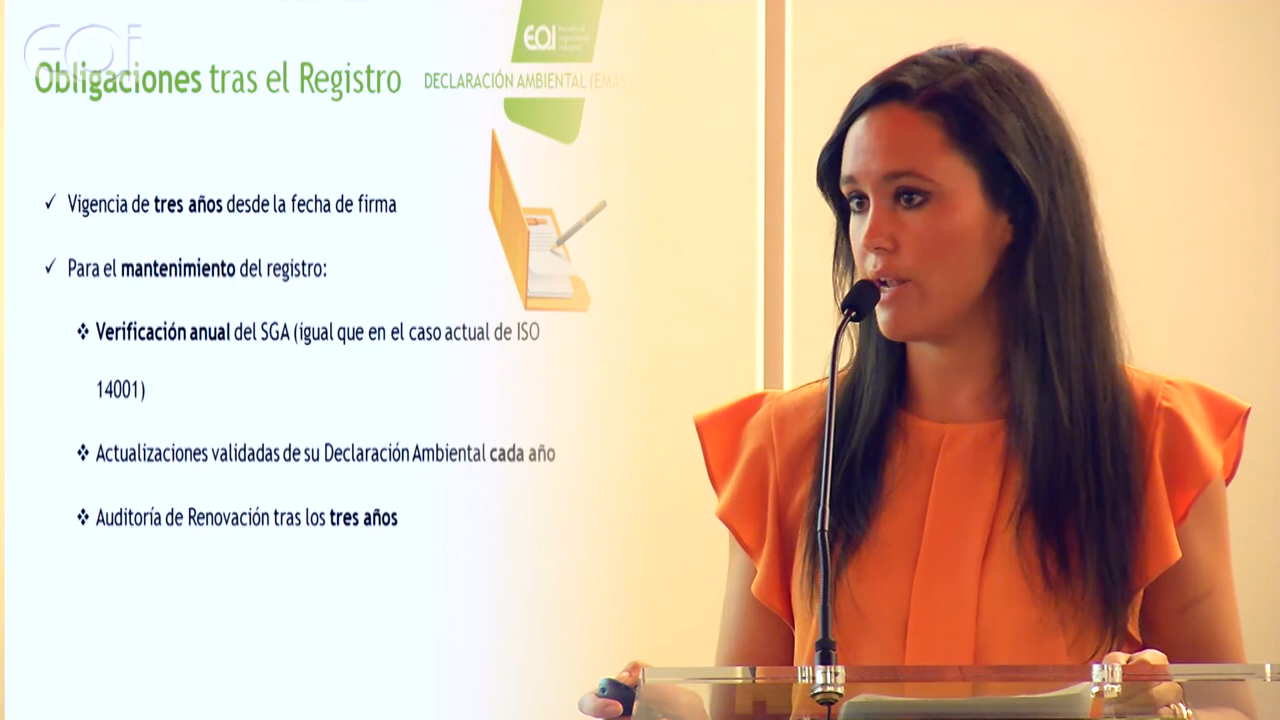 EOI
EOI
Obligaciones tras el Registro
DECLARACIÓN AMBIENTAL (EMAS
✓ Vigencia de tres años desde la fecha de firma
✓ Para el mantenimiento del registro:
❖ Verificación anual del SGA (igual que en el caso actual de ISO
14001)
❖ Actualizaciones validadas de su Declaración Ambiental cada año
❖ Auditoría de Renovación tras los tres años